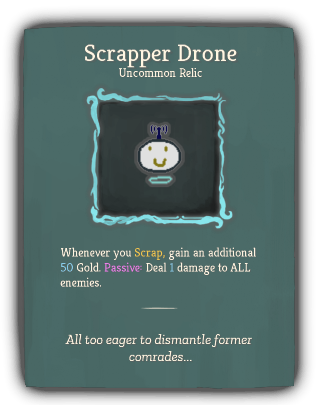 Scrapper Drone
Uncommon Relic
Whenever you Scrap, gain an additional
50 Gold. Passive: Deal 1 damage to ALL
enemies.
All too eager to dismantle former
comrades...